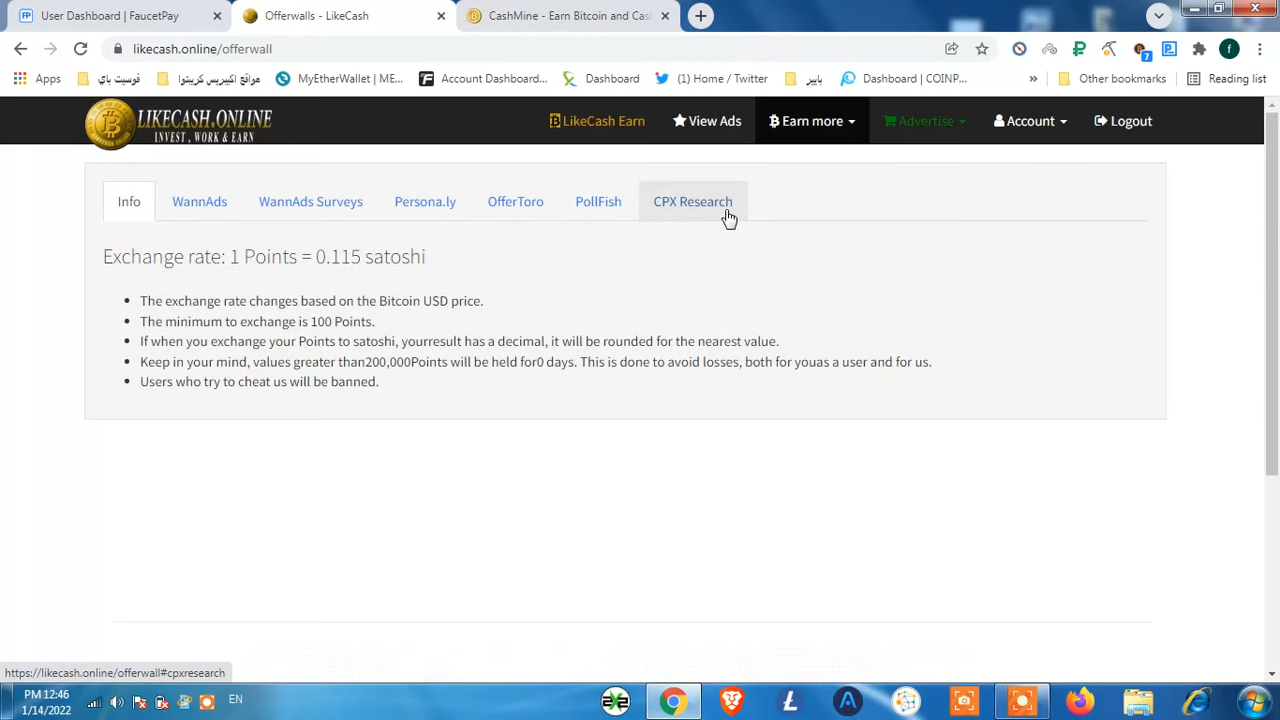 User Dashboard | FaucetPay
Offerwalls - LikeCash
CashMine - Earn Bitcoin and Cas
likecash.online/offerwall
7
f
Apps
فوسيت باي
مواقع اكسبريس كريبتوا
MyEtherWallet | ME...
Account Dashboard...
Dashboard
(1) Home / Twitter
بايير
Dashboard | COINP...
»
Other bookmarks
Reading list
LIKECASH.ONLINE
INVEST, WORK & EARN
LikeCash Earn
View Ads
Earn more
Advertise
Account
Logout
Info
WannAds
WannAds Surveys
Persona.ly
OfferToro
PollFish
CPX Research
Exchange rate: 1 Points = 0.115 satoshi
• The exchange rate changes based on the Bitcoin USD price.
• The minimum to exchange is 100 Points.
• If when you exchange your Points to satoshi, yourresult has a decimal, it will be rounded for the nearest value.
• Keep in your mind, values greater than200,000Points will be held for0 days. This is done to avoid losses, both for youas a user and for us.
• Users who try to cheat us will be banned.
https://likecash.online/offerwall#cpxresearch
PM 12:46
1/14/2022
EN